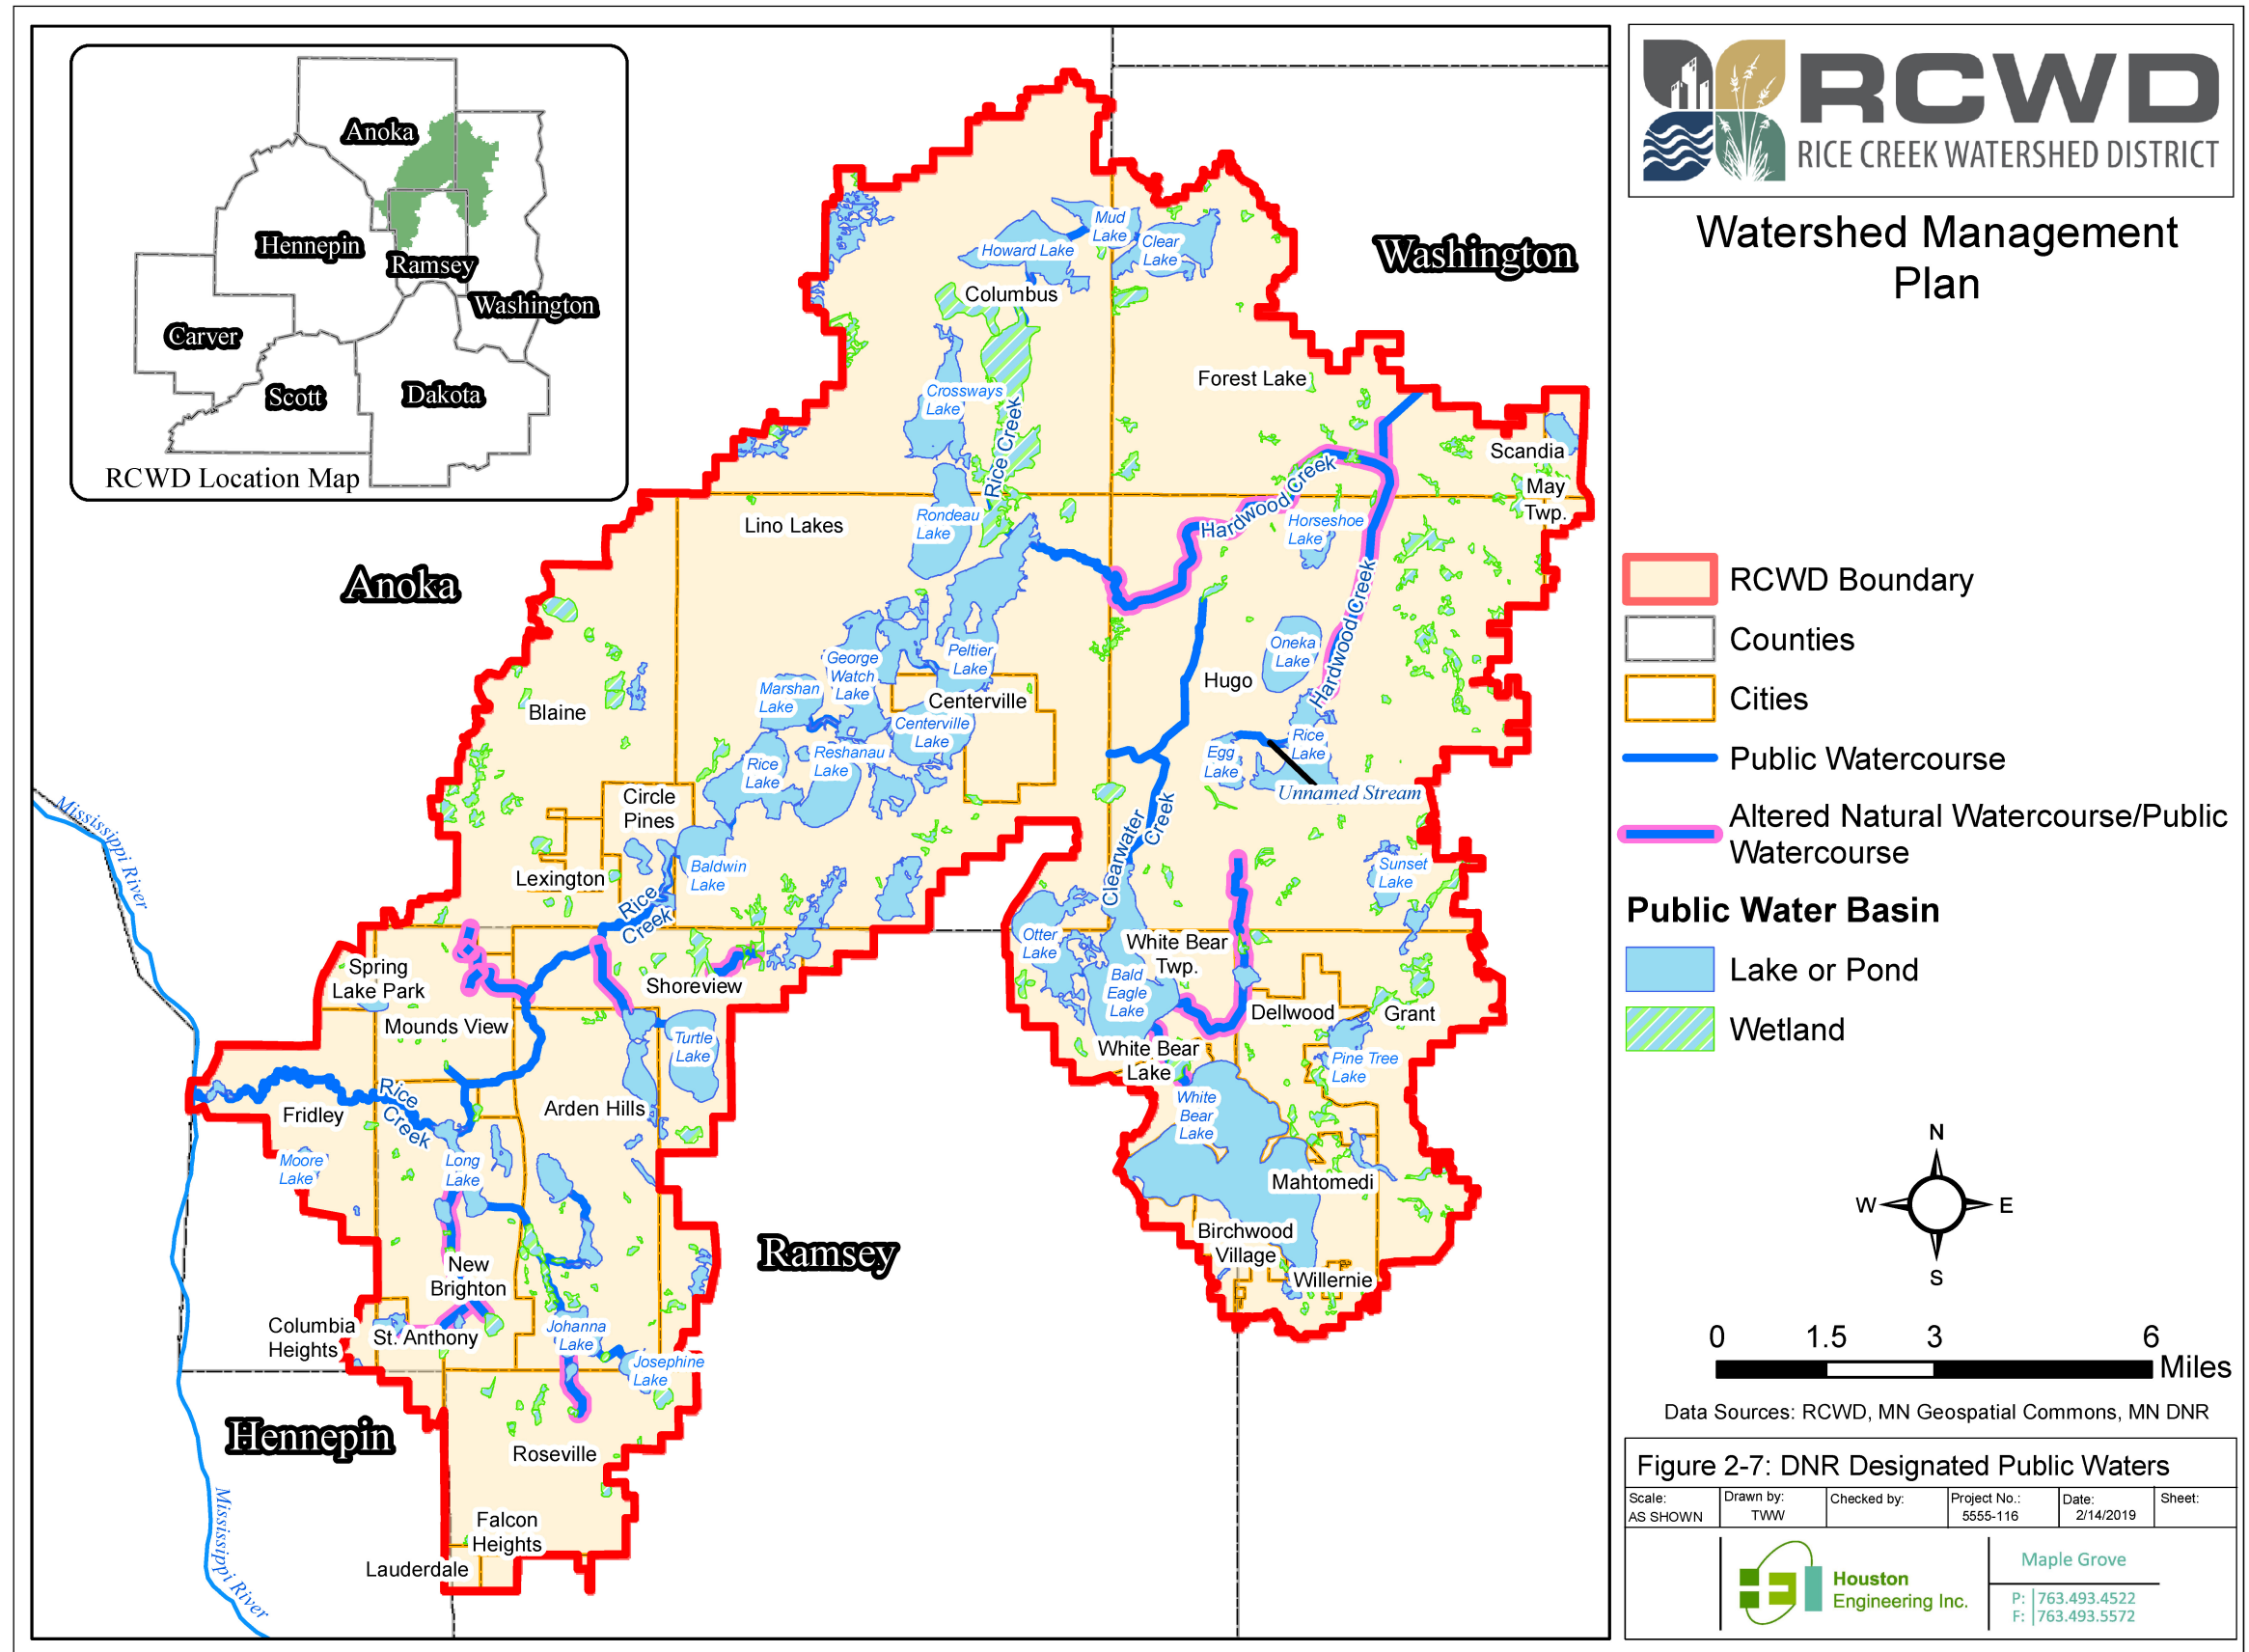 RCWD
RICE CREEK WATERSHED DISTRICT
Watershed Management
Plan
Anoka
Hennepin
Ramsey
Washington
Carver
Scott
Dakota
RCWD Location Map
Washington
Anoka
Ramsey
Hennepin
Mud
Lake
Howard Lake
Clear
Lake
Columbus
Crossways
Lake
Rice Creek
Forest Lake
Scandia
May
Twp.
Lino Lakes
Rondeau
Lake
Hardwood Creek
Horseshoe
Lake
Hardwood Creek
Hardwood Creek
Oneka
Lake
Hugo
Peltier
Lake
George
Watch
Lake
Marshan
Lake
Centerville
Centerville
Lake
Blaine
Reshanau
Lake
Rice
Lake
Rice
Lake
Egg
Lake
Unnamed Stream
Circle
Pines
Clearwater
Creek
Mississippi River
Lexington
Baldwin
Lake
Sunset
Lake
Rice
Creek
Otter
Lake
White Bear
Twp.
Bald
Eagle
Lake
Spring
Lake Park
Shoreview
Dellwood
Grant
Mounds View
Turtle
Lake
White Bear
Lake
Pine Tree
Lake
Rice
Creek
Fridley
Arden Hills
White
Bear
Lake
Moore
Lake
Long
Lake
Mahtomedi
Birchwood
Village
New
Brighton
Willernie
Columbia
Heights
St. Anthony
Johanna
Lake
Josephine
Lake
Roseville
Falcon
Heights
Lauderdale
Mississippi River
RCWD Boundary
Counties
Cities
Public Watercourse
Altered Natural Watercourse/Public
Watercourse
Public Water Basin
Lake or Pond
Wetland
N
W E
S
0 1.5 3 6
Miles
Data Sources: RCWD, MN Geospatial Commons, MN DNR
Figure 2-7: DNR Designated Public Waters
Scale: Drawn by: Checked by: Project No.: Date: Sheet:
AS SHOWN TWW 5555-116 2/14/2019
Houston
Engineering Inc.
Maple Grove
P: 763.493.4522
F: 763.493.5572